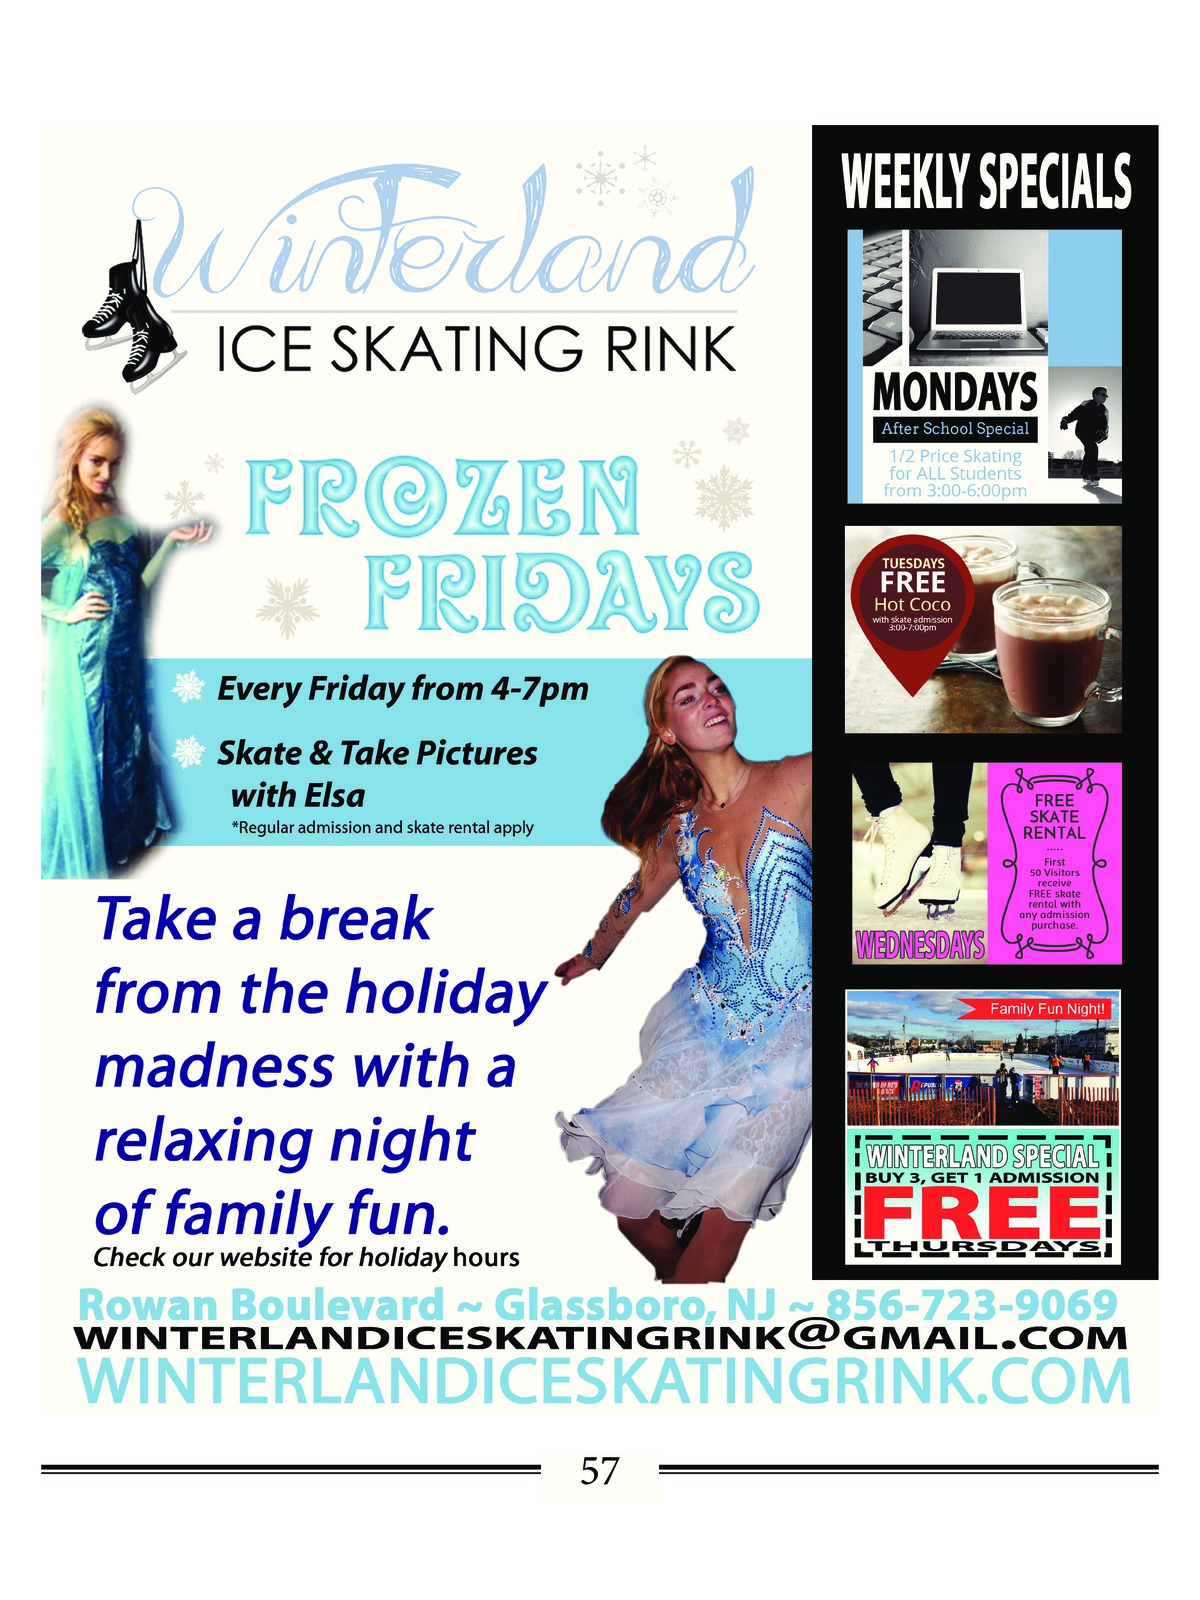 Winterland
ICE SKATING RINK
FROZEN
FRIDAYS
Every Friday from 4-7pm
Skate & Take Pictures
with Elsa
*Regular admission and skate rental apply
Take a break
from the holiday
madness with a
relaxing night
of family fun.
Check our website for holiday hours
WEEKLY SPECIALS
MONDAYS
After School Special
1/2 Price Skating
for ALL Students
from 3:00-6:00pm
TUESDAYS
FREE
Hot Coco
with skate admission
3:00-7:00pm
WEDNESDAYS
FREE
SKATE
RENTAL
.....
First
50 Visitors
receive
FREE skate
rental with
any admission
purchase.
Family Fun Night!
WINTERLAND SPECIAL
BUY 3, GET 1 ADMISSION
FREE
THURSDAYS
Rowan Boulevard ~ Glassboro, NJ ~ 856-723-9069
WINTERLANDICESKATINGRINK@GMAIL.COM
WINTERLANDICESKATINGRINK.COM
57